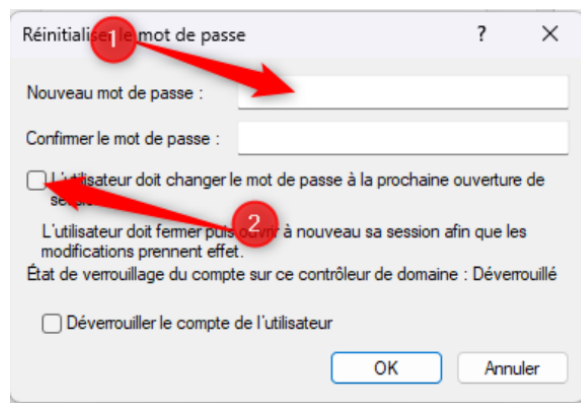 Réinitialiser le mot de passe ? X
1
Nouveau mot de passe :
Confirmer le mot de passe :
L'utilisateur doit changer le mot de passe à la prochaine ouverture de
2
L'utilisateur doit fermer puis à nouveau sa session afin que les
modifications prennent effet.
État de verrouillage du compte sur ce contrôleur de domaine : Déverrouillé
Déverrouiller le compte de l'utilisateur
OK Annuler